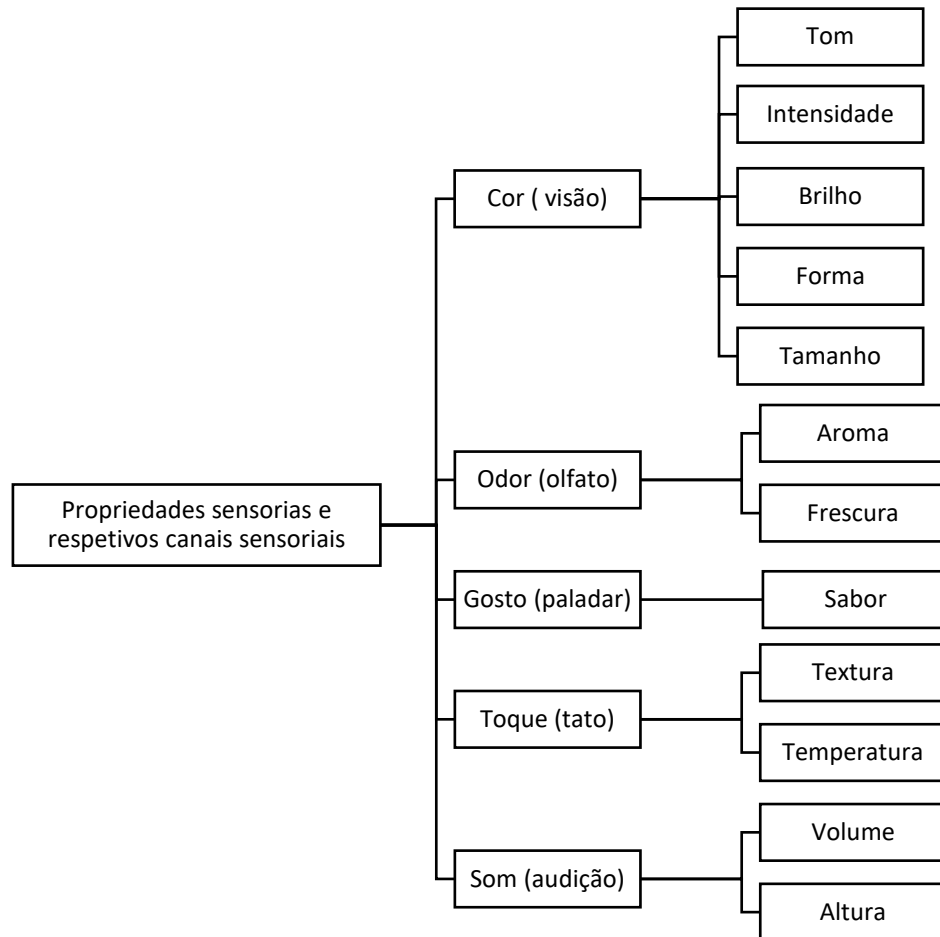 Propriedades sensorias e
respetivos canais sensoriais
Cor ( visão)
Tom
Intensidade
Brilho
Forma
Tamanho
Odor (olfato)
Aroma
Frescura
Gosto (paladar)
Sabor
Toque (tato)
Textura
Temperatura
Som (audição)
Volume
Altura